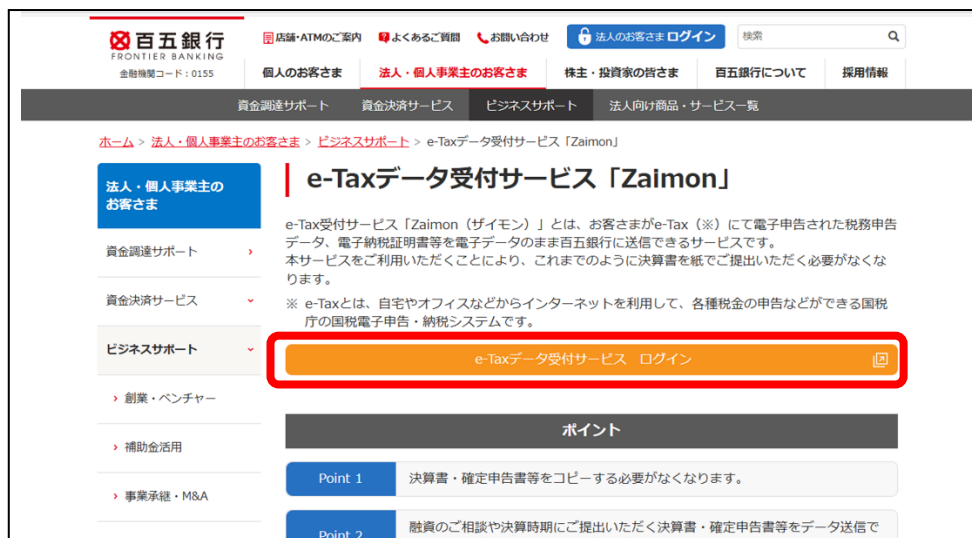 百五銀行
FRONTIER BANKING
金融機関コード:0155
店舗・ATMのご案内 よくあるご質問 お問い合わせ 法人のお客さまログイン 検索
個人のお客さま 法人・個人事業主のお客さま 株主・投資家の皆さま 百五銀行について 採用情報
資金調達サポート 資金決済サービス ビジネスサポート 法人向け商品・サービス一覧
ホーム > 法人・個人事業主のお客さま > ビジネスサポート > e-Taxデータ受付サービス「Zaimon」
法人・個人事業主の
お客さま
資金調達サポート
資金決済サービス
ビジネスサポート
創業・ベンチャー
補助金活用
事業承継・M&A
e-Taxデータ受付サービス「Zaimon」
e-Tax受付サービス「Zaimon(ザイモン)」とは、お客さまがe-Tax(※)にて電子申告された税務申告
データ、電子納税証明書等を電子データのまま百五銀行に送信できるサービスです。
本サービスをご利用いただくことにより、これまでのように決算書を紙でご提出いただく必要がなくな
ります。
※ e-Taxとは、自宅やオフィスなどからインターネットを利用して、各種税金の申告などができる国税
庁の国税電子申告・納税システムです。
e-Taxデータ受付サービス ログイン
ポイント
Point 1 決算書・確定申告書等をコピーする必要がなくなります。
Point 2 融資のご相談や決算時期にご提出いただく決算書・確定申告書等をデータ送信で